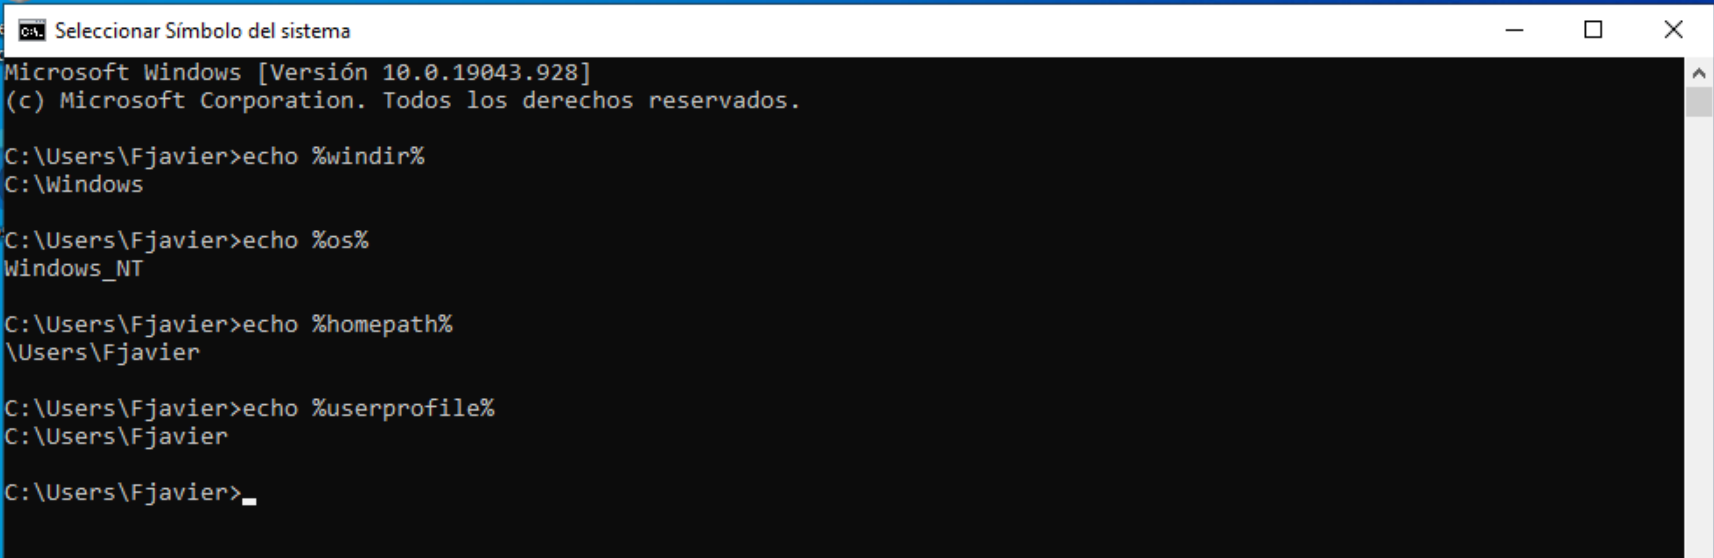 Seleccionar Símbolo del sistema
Microsoft Windows [Versión 10.0.19043.928]
(c) Microsoft Corporation. Todos los derechos reservados.
C:\Users\Fjavier>echo %windir%
C:\Windows
C:\Users\Fjavier>echo %os%
Windows_NT
C:\Users\Fjavier>echo %homepath%
\Users\Fjavier
C:\Users\Fjavier>echo %userprofile%
C:\Users\Fjavier
C:\Users\Fjavier>